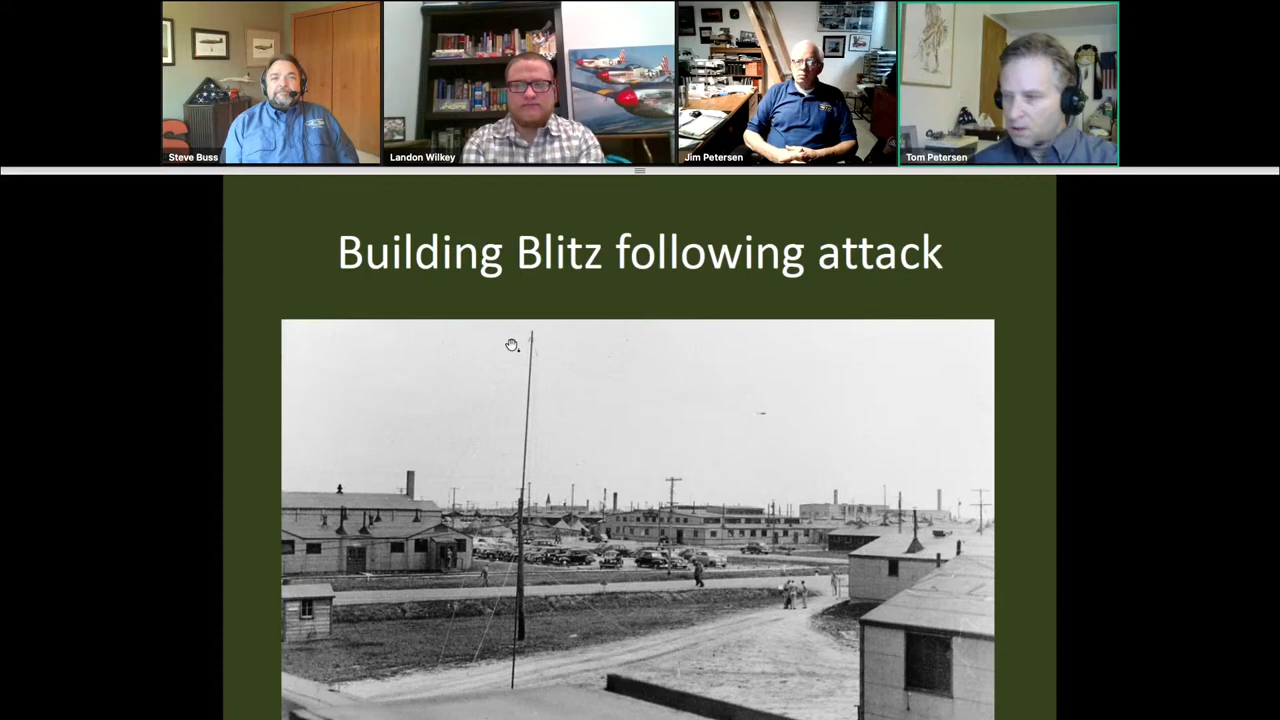 Steve Buss
Landon Wilkey
Jim Petersen
Tom Petersen
Building Blitz following attack